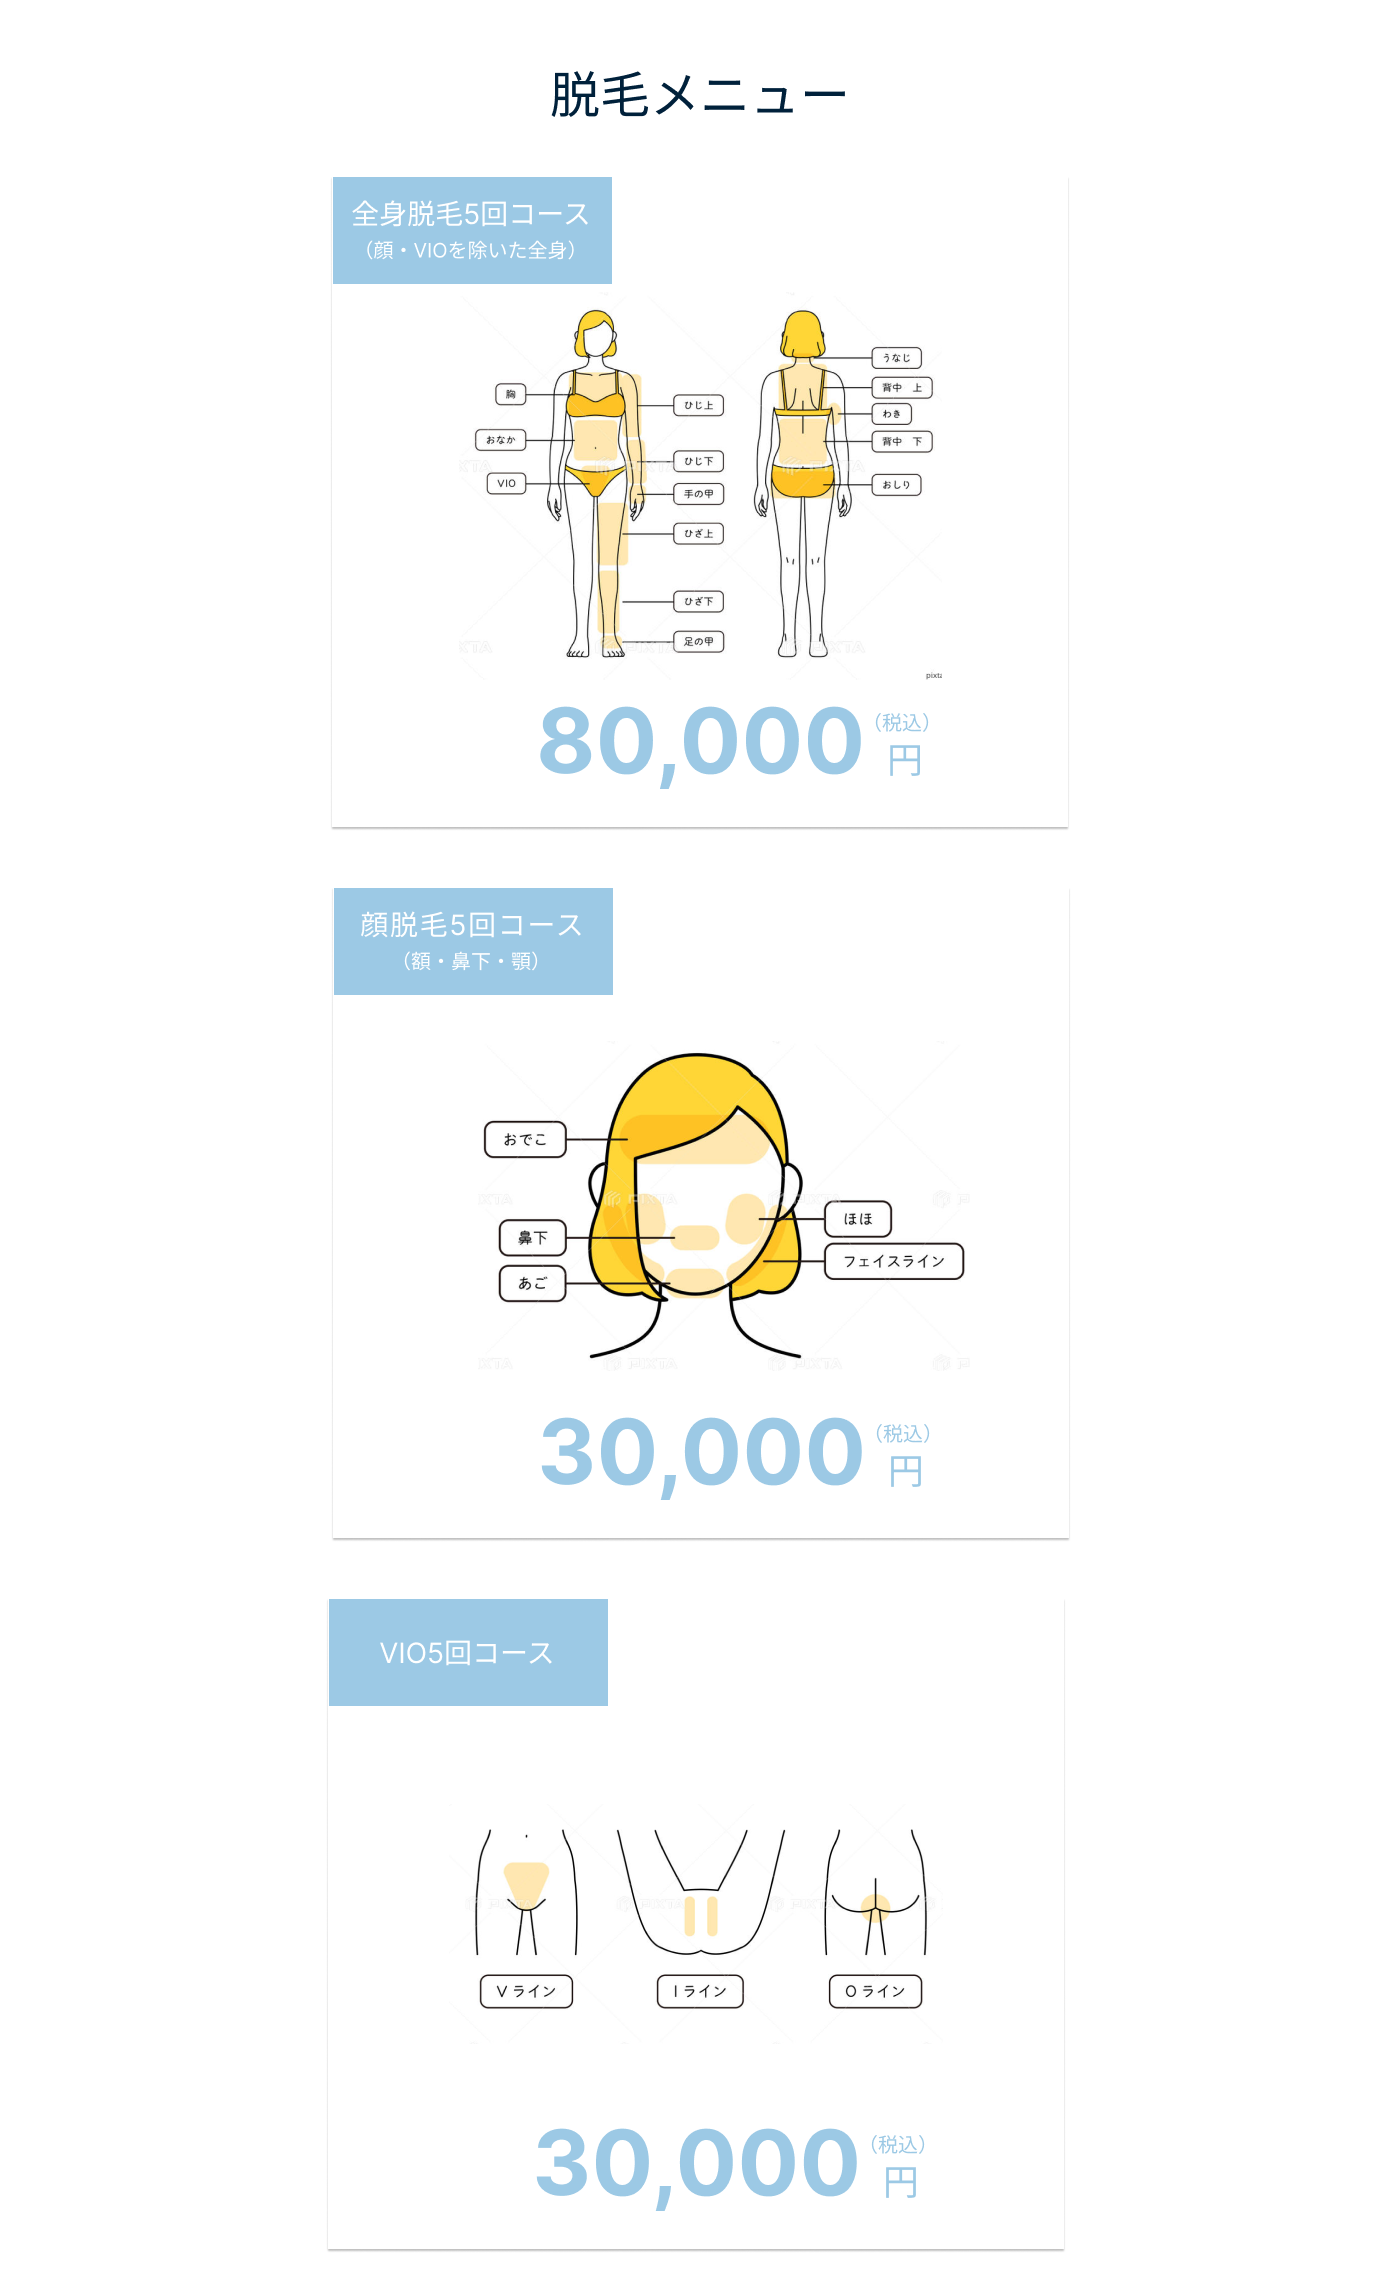 脱毛メニュー
全身脱毛5回コース
（顔・VIOを除いた全身）
うなじ
背中　上
胸
ひじ上
わき
おなか
背中　下
ひじ下
VIO
おしり
手の甲
ひざ上
ひざ下
足の甲
80,000
（税込）
円
顔脱毛5回コース
（額・鼻下・顎）
おでこ
ほほ
鼻下
フェイスライン
あご
30,000
（税込）
円
VIO5回コース
V ライン
I ライン
O ライン
30,000
（税込）
円